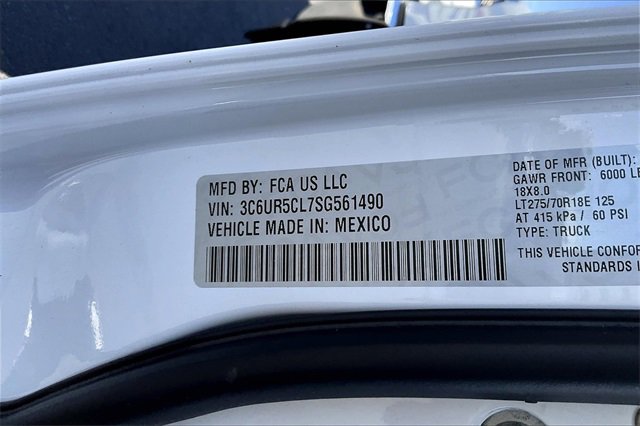 MFD BY: FCA US LLC
VIN: 3C6UR5CL7SG561490
VEHICLE MADE IN: MEXICO
DATE OF MFR (BUILT):
GAWR FRONT: 6000 LB
18X8.0
LT275/70R18E 125
AT 415 kPa / 60 PSI
TYPE: TRUCK
THIS VEHICLE
STANDARDS